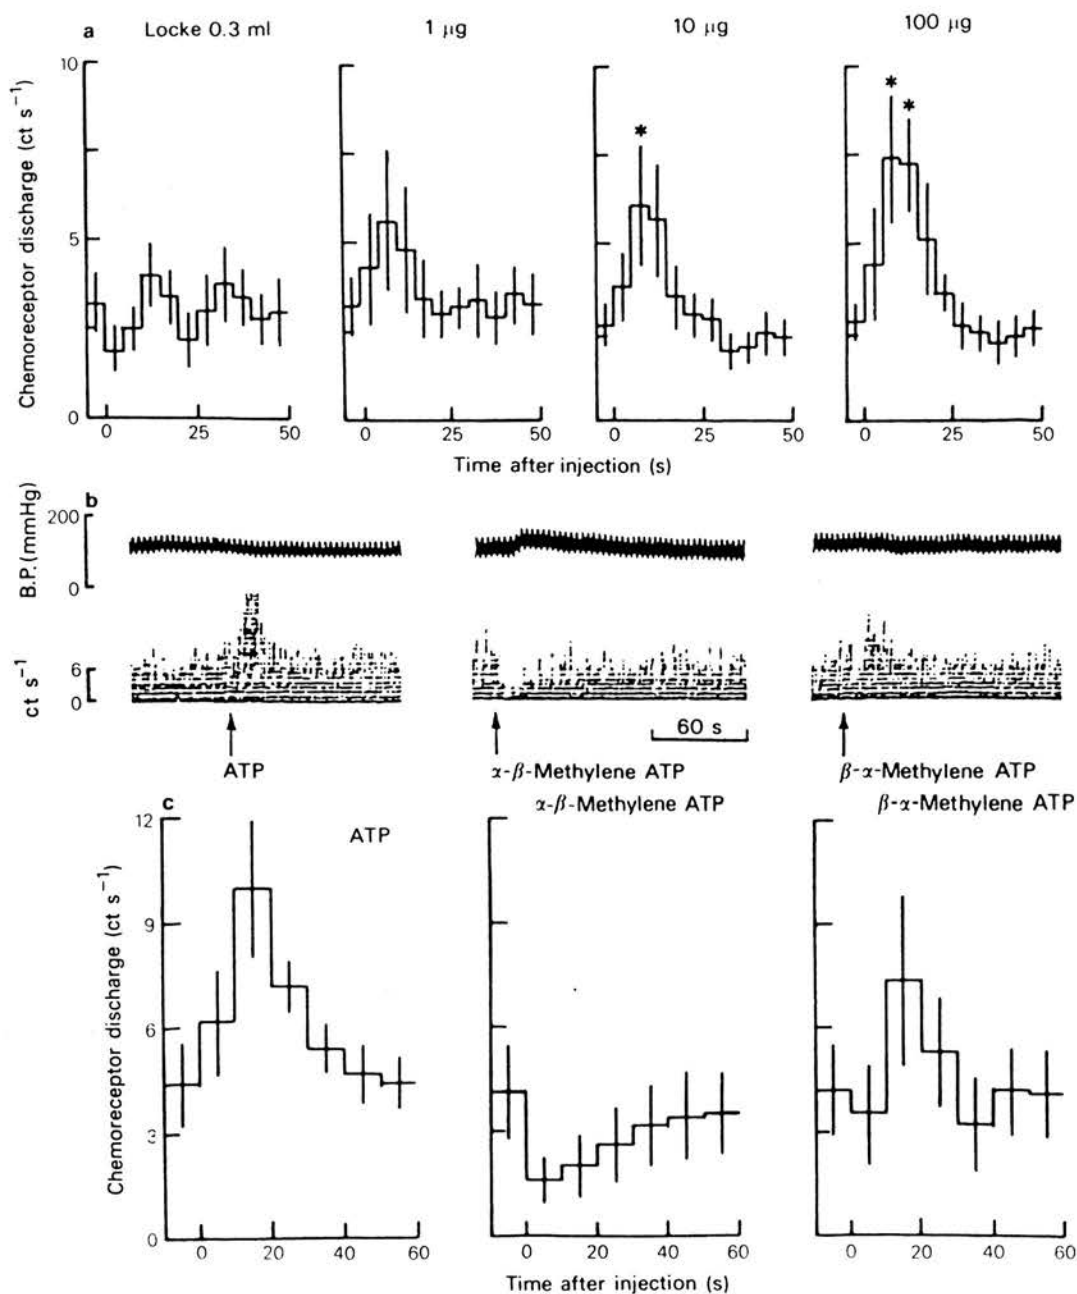 a Locke 0.3 ml 1 µg 10 µg 100 µg
Chemoreceptor discharge (ct s⁻¹)
10
5
0
* * *
0 25 50 0 25 50 0 25 50 0 25 50
Time after injection (s)
b
B.P. (mmHg)
200
0
ct s⁻¹
6
0
60 s
ATP α-β-Methylene ATP β-α-Methylene ATP
c ATP α-β-Methylene ATP β-α-Methylene ATP
Chemoreceptor discharge (ct s⁻¹)
12
9
6
3
0
0 20 40 60 0 20 40 60 0 20 40 60
Time after injection (s)